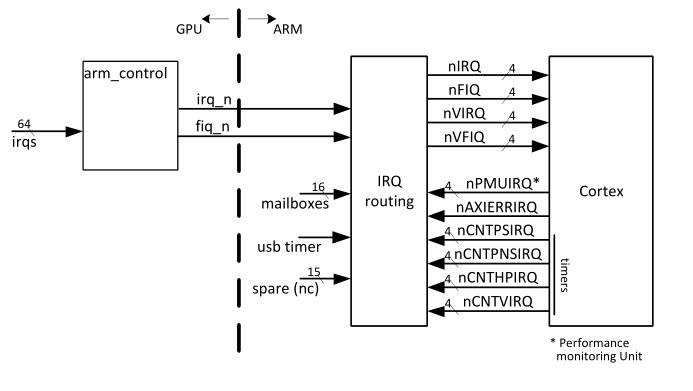 GPU
ARM
arm_control
64
irqs
irq_n
fiq_n
16
mailboxes
usb timer
15
spare (nc)
IRQ
routing
nIRQ 4
nFIQ 4
nVIRQ 4
nVFIQ 4
4 nPMUIRQ*
nAXIERRIRQ
4 nCNTPSIRQ
4 nCNTPNSIRQ
4 nCNTHPIRQ
4 nCNTVIRQ
Cortex
timers
* Performance
monitoring Unit